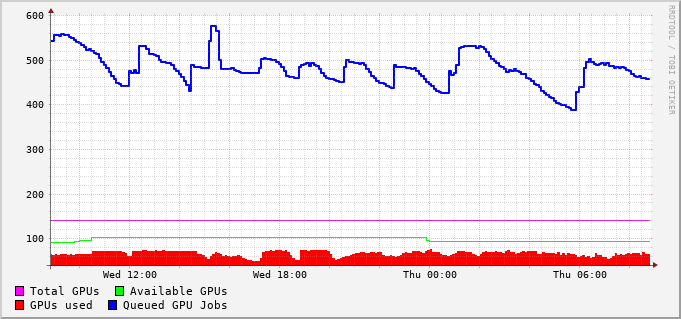 600
500
400
300
200
100
Wed 12:00 Wed 18:00 Thu 00:00 Thu 06:00
Total GPUs Available GPUs
GPUs used Queued GPU Jobs
RRDTOOL / TOBI OETIKER